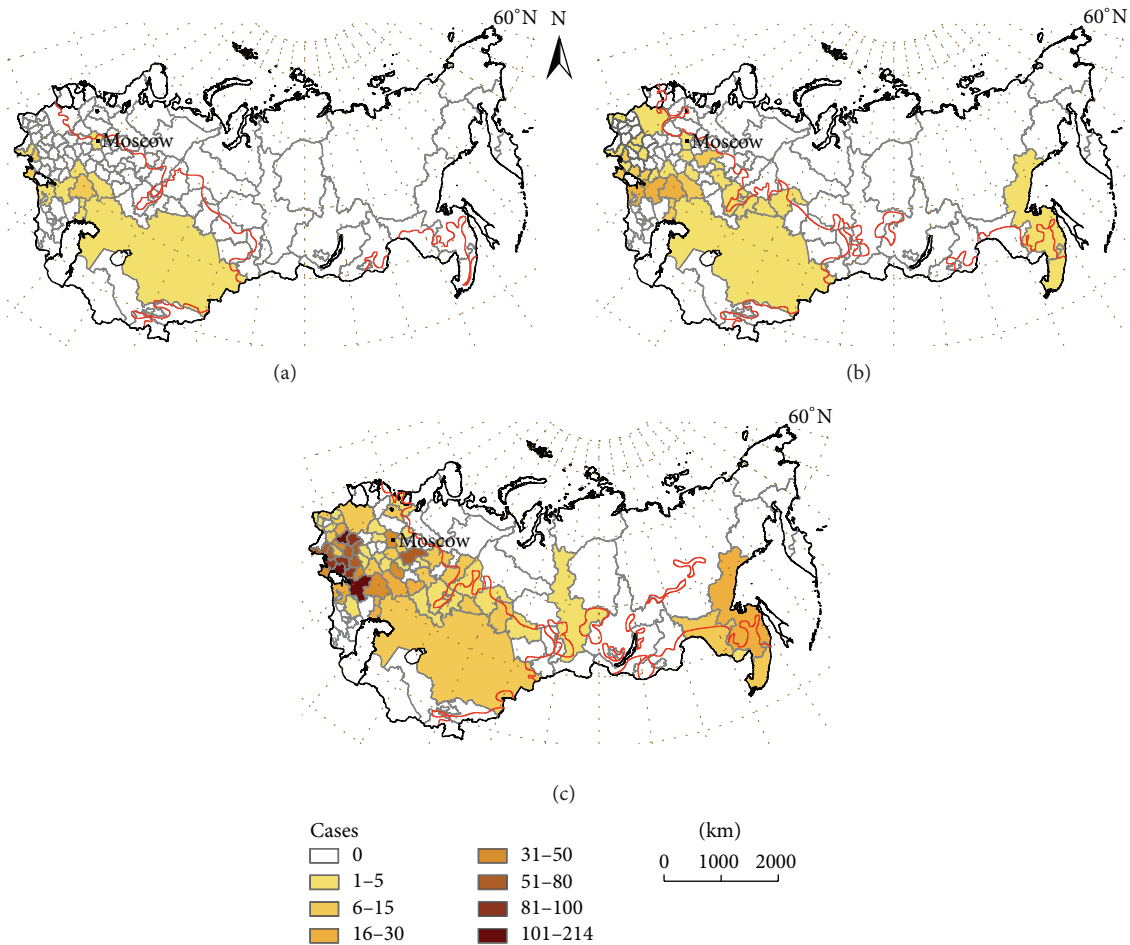 60°N N 60°N
Moscow Moscow
(a) (b)
60°N
Moscow
(c)
Cases (km)
0 31–50 0 1000 2000
1–5 51–80
6–15 81–100
16–30 101–214